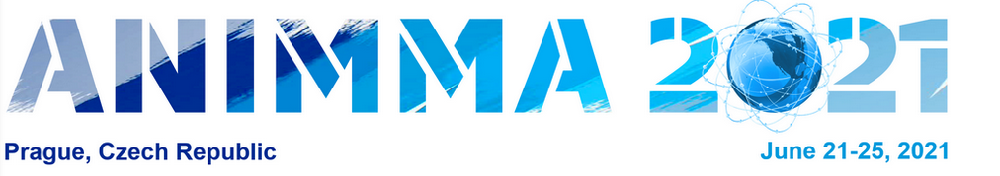 ANIMMA 2021
Prague, Czech Republic
June 21-25, 2021